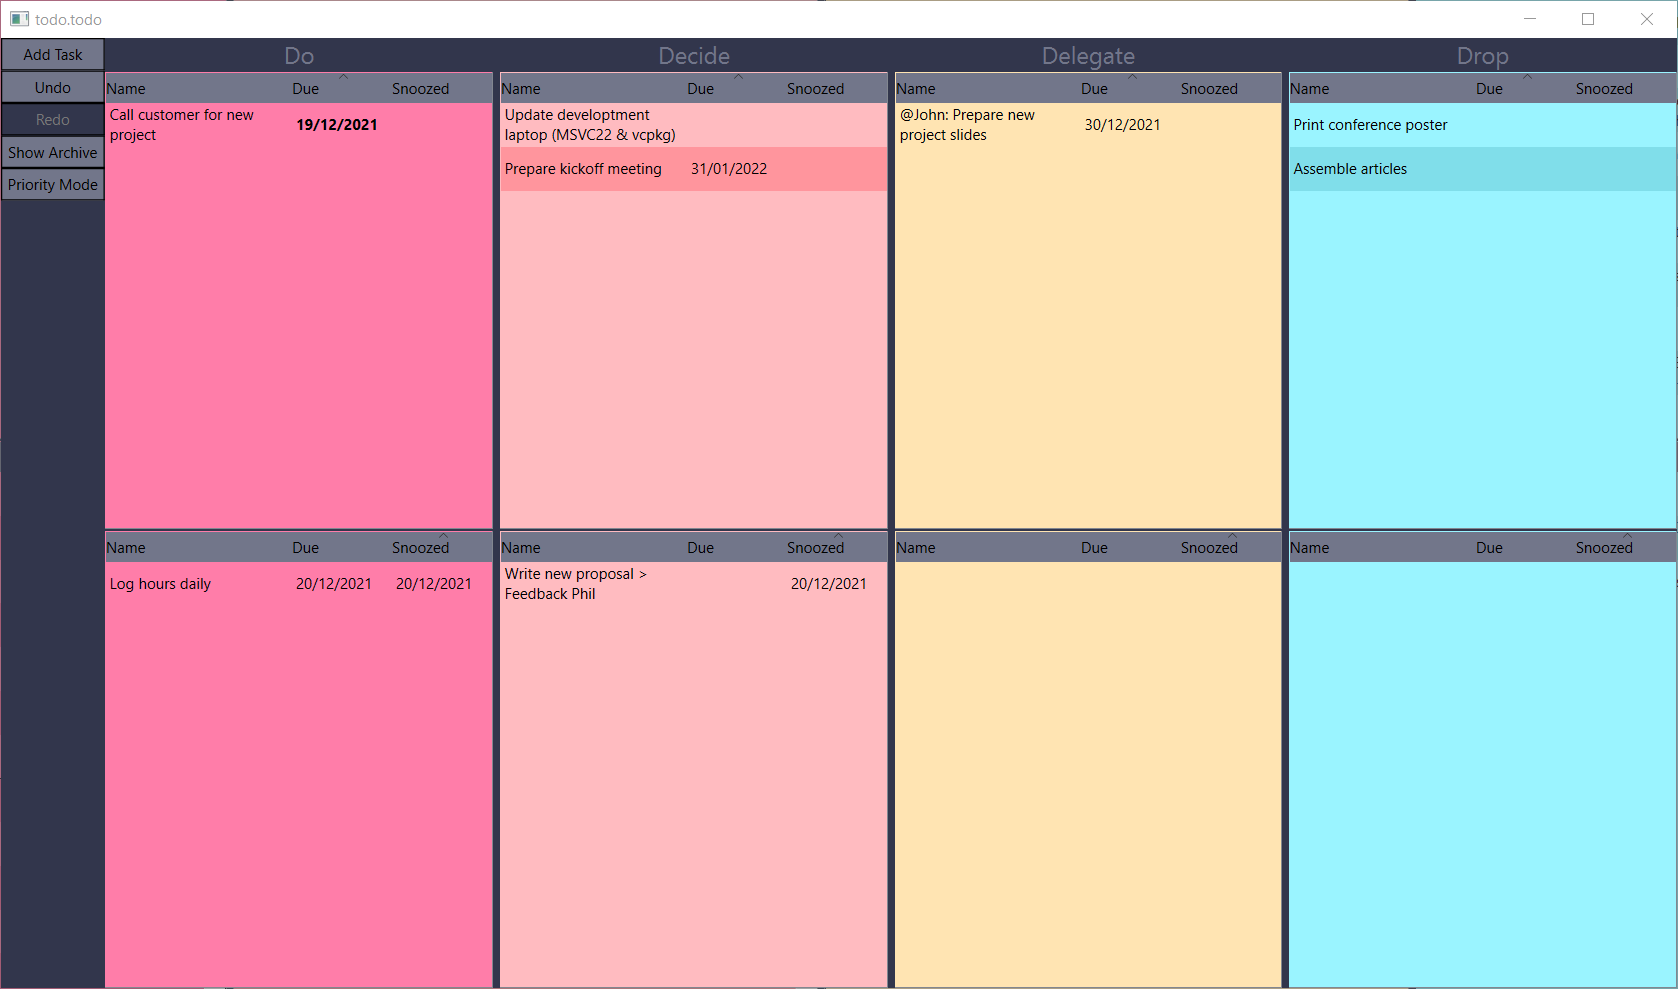 todo.todo
Add Task
Undo
Redo
Show Archive
Priority Mode
Do
Decide
Delegate
Drop
Name Due Snoozed
Call customer for new
project
19/12/2021
Name Due Snoozed
Update developtment
laptop (MSVC22 & vcpkg)
Prepare kickoff meeting 31/01/2022
Name Due Snoozed
@John: Prepare new
project slides
30/12/2021
Name Due Snoozed
Print conference poster
Assemble articles
Name Due Snoozed
Log hours daily 20/12/2021 20/12/2021
Name Due Snoozed
Write new proposal >
Feedback Phil
20/12/2021
Name Due Snoozed
Name Due Snoozed